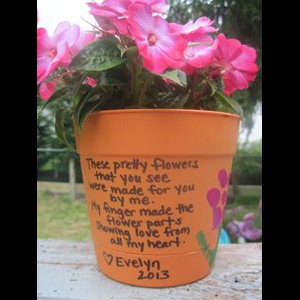 These pretty flowers
that you see
were made for you
by me.
My finger made the
flower parts
showing love from
all my heart.
♡ Evelyn
2013